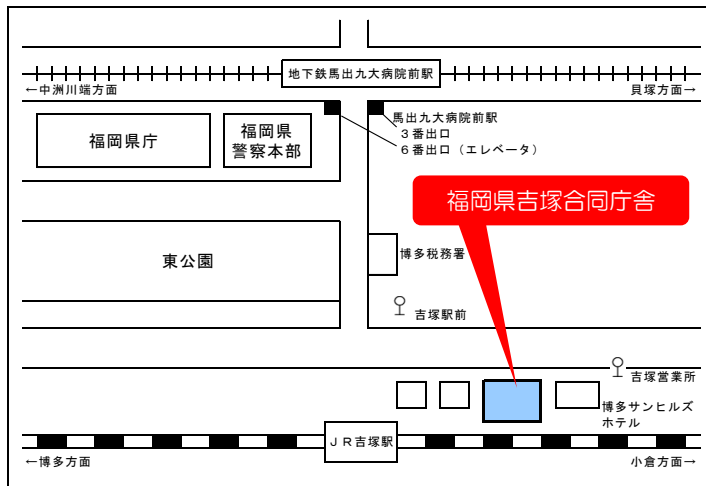 地下鉄馬出九大病院前駅
←中洲川端方面
貝塚方面→
福岡県庁
福岡県
警察本部
馬出九大病院前駅
３番出口
６番出口（エレベータ）
福岡県吉塚合同庁舎
東公園
博多税務署
吉塚駅前
吉塚営業所
博多サンヒルズ
ホテル
ＪＲ吉塚駅
←博多方面
小倉方面→